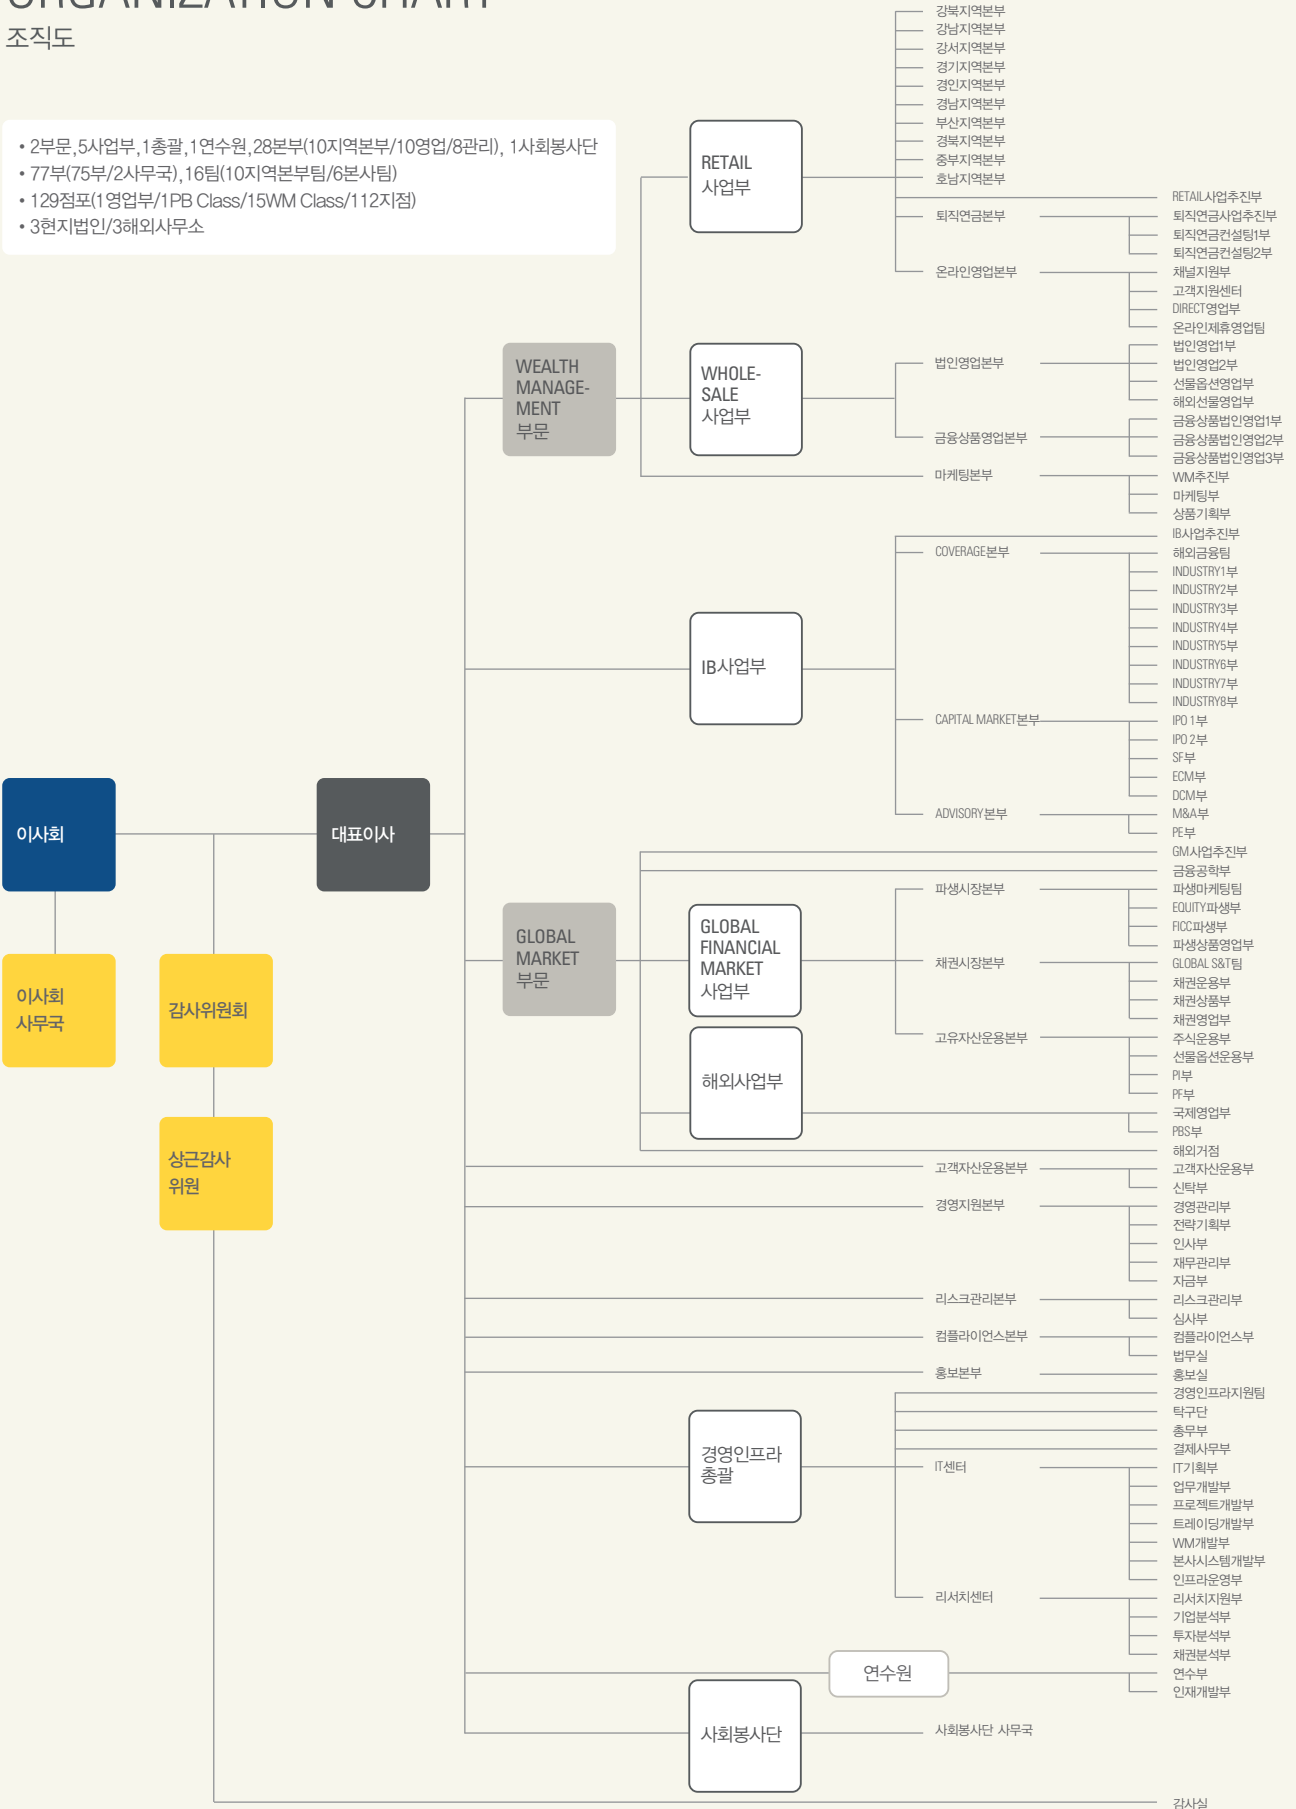 ORGANIZATION CHART
조직도
• 2부문,5사업부,1총괄,1연수원,28본부(10지역본부/10영업/8관리), 1사회봉사단
• 77부(75부/2사무국),16팀(10지역본부팀/6본사팀)
• 129점포(1영업부/1PB Class/15WM Class/112지점)
• 3현지법인/3해외사무소
이사회
이사회
사무국
감사위원회
상근감사
위원
대표이사
WEALTH
MANAGE-
MENT
부문
RETAIL
사업부
강북지역본부
강남지역본부
강서지역본부
경기지역본부
경인지역본부
경남지역본부
부산지역본부
경북지역본부
중부지역본부
호남지역본부
RETAIL사업추진부
퇴직연금본부
퇴직연금사업추진부
퇴직연금컨설팅1부
퇴직연금컨설팅2부
온라인영업본부
채널지원부
고객지원센터
DIRECT영업부
온라인제휴영업팀
WHOLE-
SALE
사업부
법인영업본부
법인영업1부
법인영업2부
선물옵션영업부
해외선물영업부
금융상품영업본부
금융상품법인영업1부
금융상품법인영업2부
금융상품법인영업3부
마케팅본부
WM추진부
마케팅부
상품기획부
IB사업부
IB사업추진부
COVERAGE본부
해외금융팀
INDUSTRY1부
INDUSTRY2부
INDUSTRY3부
INDUSTRY4부
INDUSTRY5부
INDUSTRY6부
INDUSTRY7부
INDUSTRY8부
CAPITAL MARKET본부
IPO 1부
IPO 2부
SF부
ECM부
DCM부
ADVISORY본부
M&A부
PE부
GLOBAL
MARKET
부문
GM사업추진부
금융공학부
GLOBAL
FINANCIAL
MARKET
사업부
파생시장본부
파생마케팅팀
EQUITY파생부
FICC파생부
파생상품영업부
채권시장본부
GLOBAL S&T팀
채권운용부
채권상품부
채권영업부
고유자산운용본부
주식운용부
선물옵션운용부
PI부
PF부
해외사업부
국제영업부
PBS부
해외거점
고객자산운용본부
고객자산운용부
신탁부
경영지원본부
경영관리부
전략기획부
인사부
재무관리부
자금부
리스크관리본부
리스크관리부
심사부
컴플라이언스본부
컴플라이언스부
법무실
홍보본부
홍보실
경영인프라
총괄
경영인프라지원팀
탁구단
총무부
결제사무부
IT센터
IT기획부
업무개발부
프로젝트개발부
트레이딩개발부
WM개발부
본사시스템개발부
인프라운영부
리서치센터
리서치지원부
기업분석부
투자분석부
채권분석부
연수원
연수부
인재개발부
사회봉사단
사회봉사단 사무국
감사실